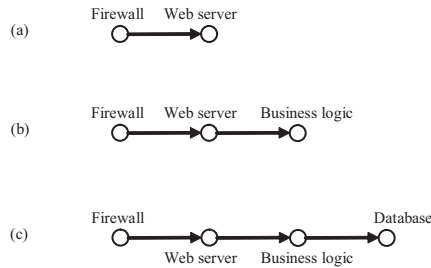 Firewall Web server
(a)
Firewall Web server Business logic
(b)
Firewall Database
(c)
Web server Business logic